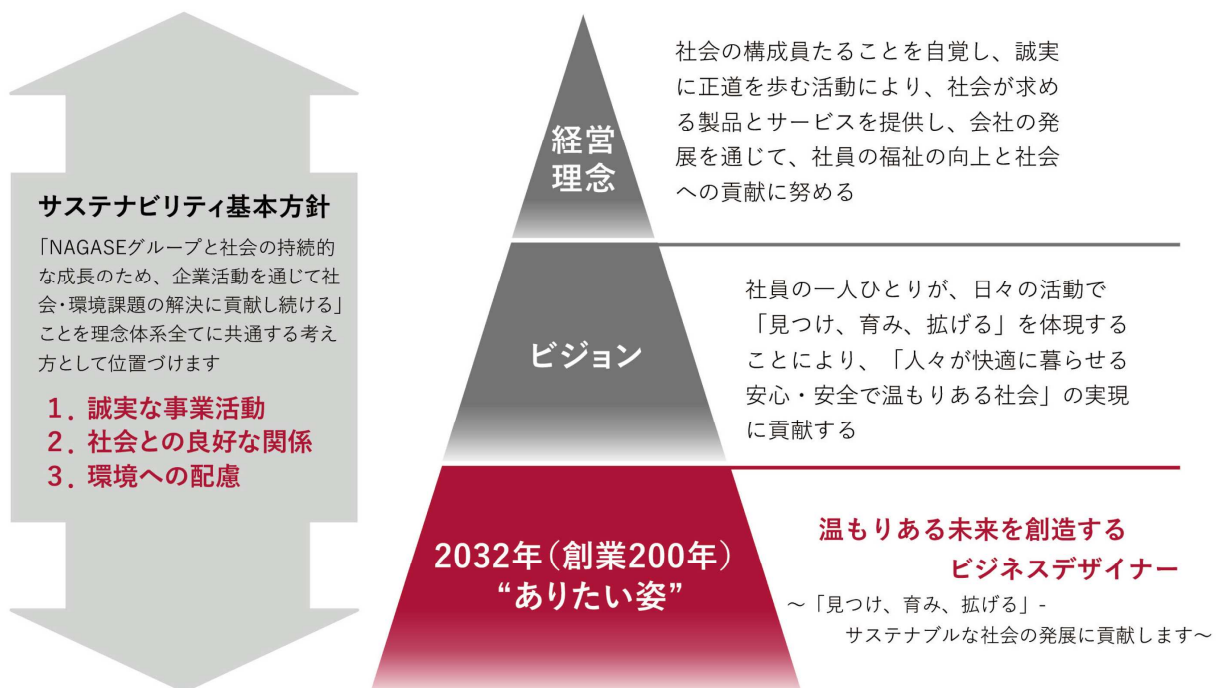 サステナビリティ基本方針
「NAGASEグループと社会の持続的
な成長のため、企業活動を通じて社
会・環境課題の解決に貢献し続ける」
ことを理念体系全てに共通する考え
方として位置づけます
1. 誠実な事業活動
2. 社会との良好な関係
3. 環境への配慮
経営
理念
社会の構成員たることを自覚し、誠実
に正道を歩む活動により、社会が求め
る製品とサービスを提供し、会社の発
展を通じて、社員の福祉の向上と社会
への貢献に努める
ビジョン
社員の一人ひとりが、日々の活動で
「見つけ、育み、拡げる」を体現する
ことにより、「人々が快適に暮らせる
安心・安全で温もりある社会」の実現
に貢献する
2032年(創業200年)
“ありたい姿”
温もりある未来を創造する
ビジネスデザイナー
～「見つけ、育み、拡げる」-
サステナブルな社会の発展に貢献します～